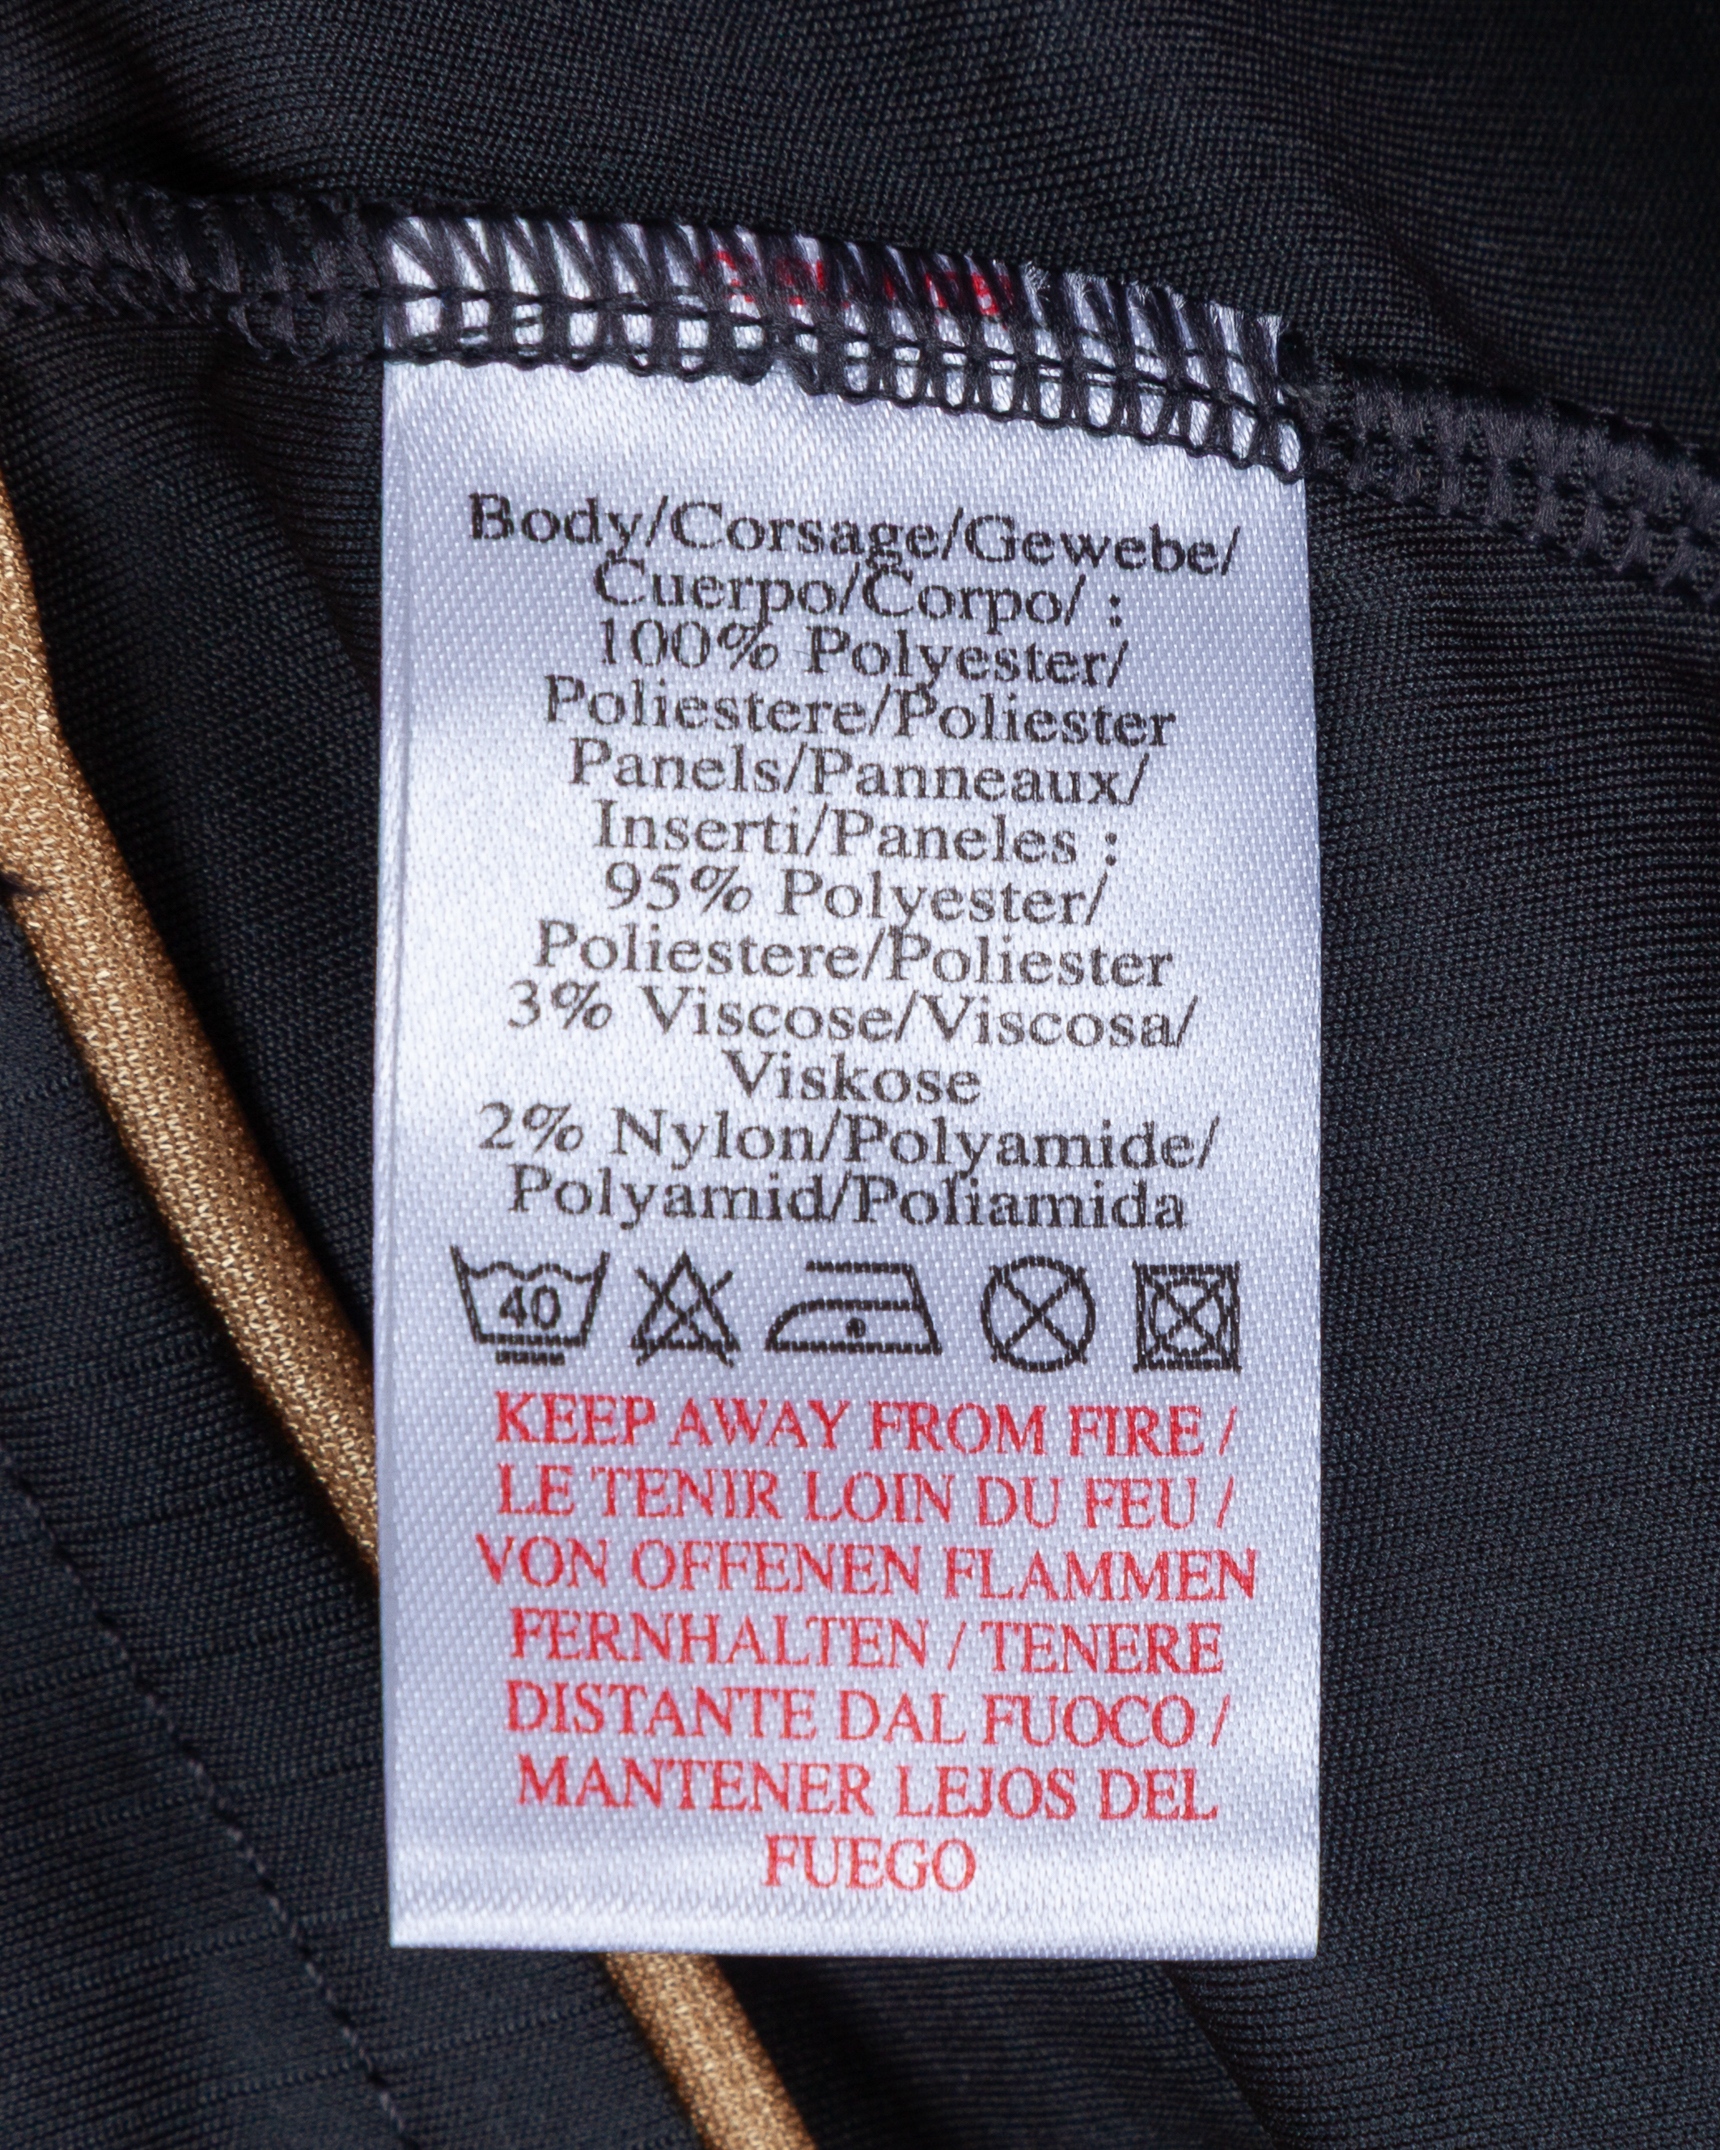 Body/Corsage/Gewebe/
Cuerpo/Corpo/ :
100% Polyester/
Poliestere/Poliester
Panels/Panneaux/
Inserti/Paneles :
95% Polyester/
Poliestere/Poliester
3% Viscose/Viscosa/
Viskose
2% Nylon/Polyamide/
Polyamid/Poliamida
40
KEEP AWAY FROM FIRE /
LE TENIR LOIN DU FEU /
VON OFFENEN FLAMMEN
FERNHALTEN / TENERE
DISTANTE DAL FUOCO /
MANTENER LEJOS DEL
FUEGO